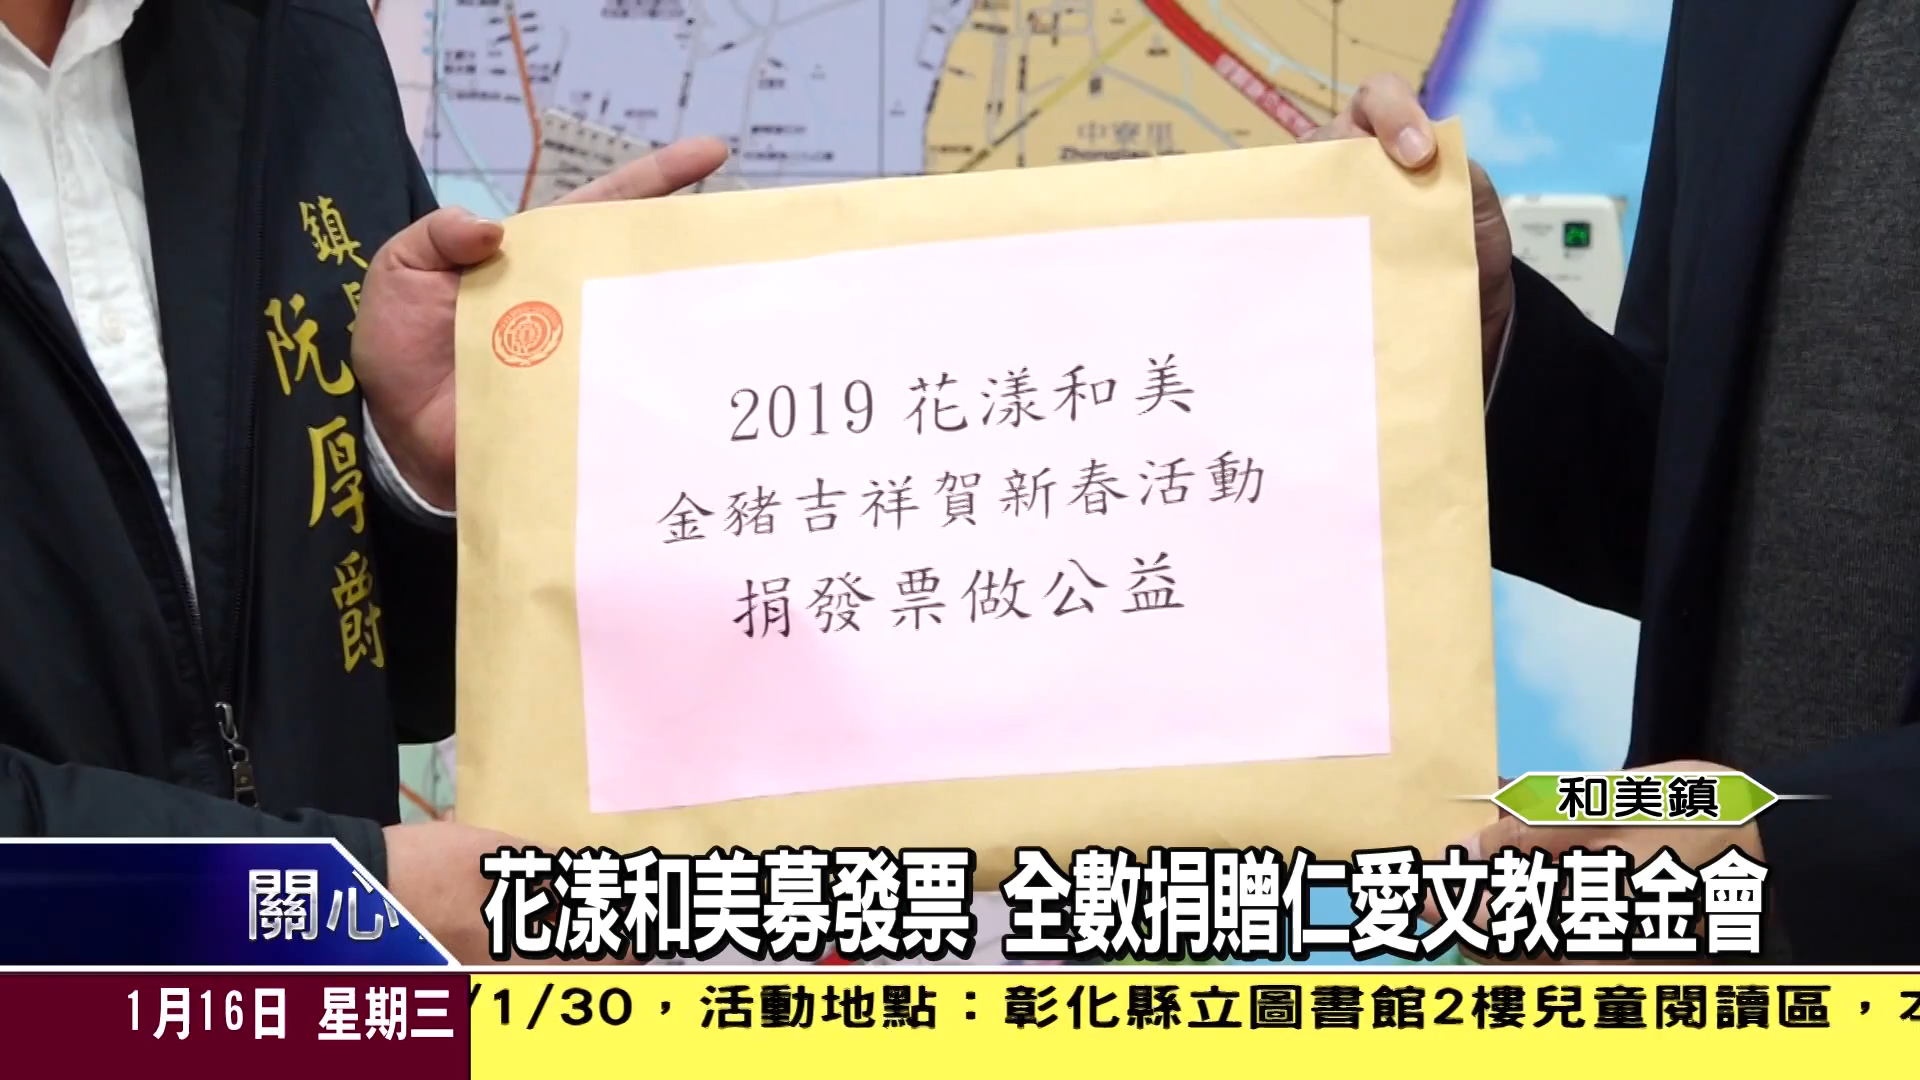 中寮里
鎮長
阮厚爵
2019 花漾和美
金豬吉祥賀新春活動
捐發票做公益
和美鎮
關心
花漾和美募發票 全數捐贈仁愛文教基金會
1月16日 星期三
/1/30，活動地點：彰化縣立圖書館2樓兒童閱讀區，